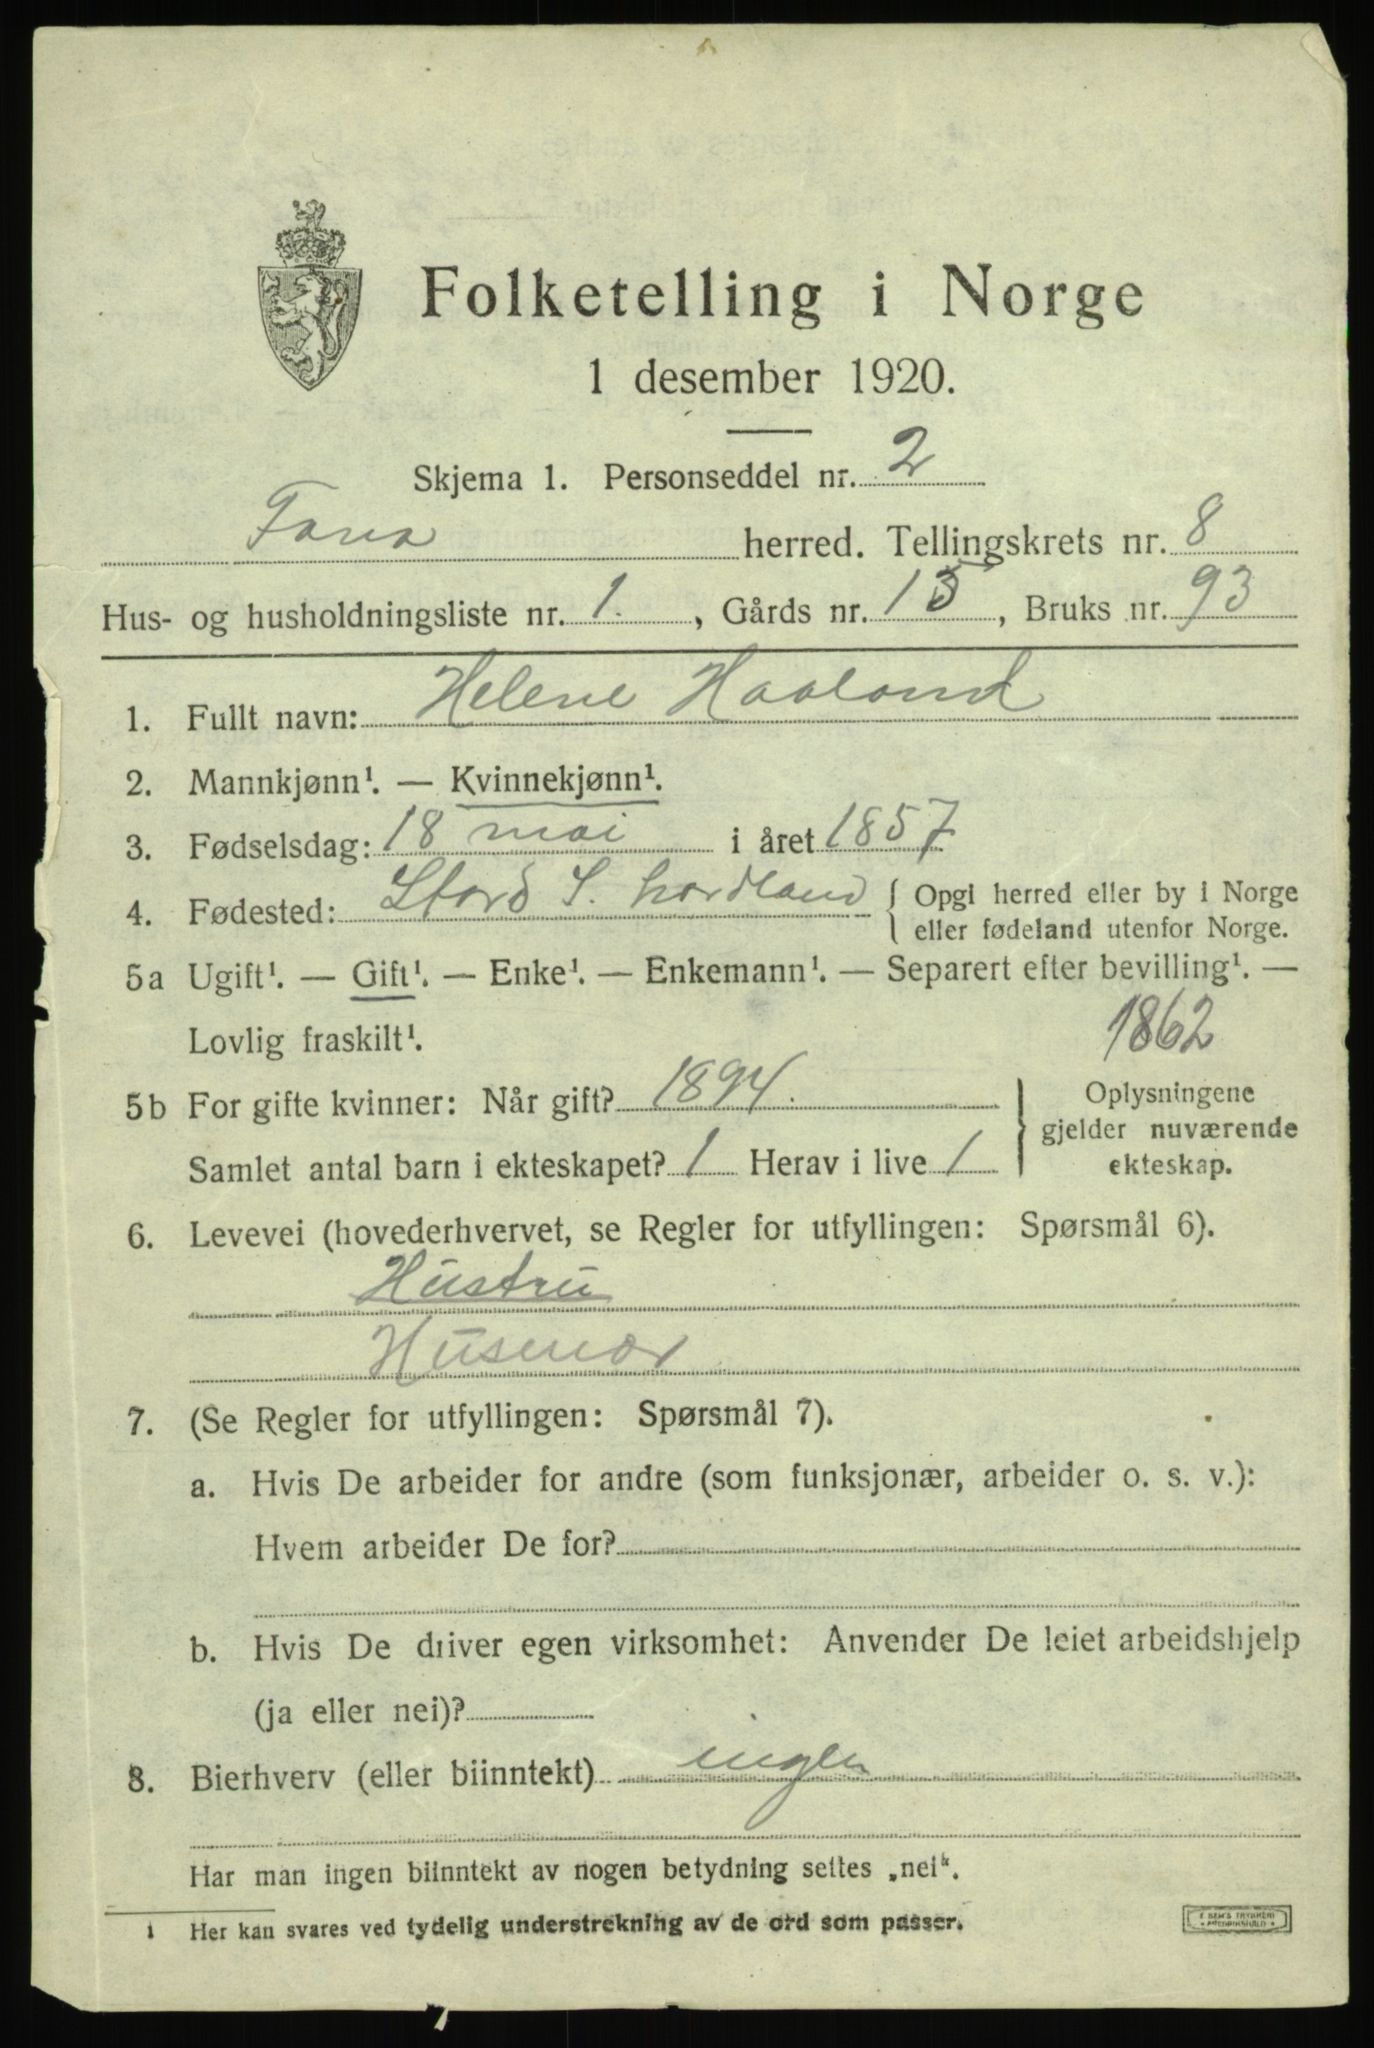 Folketelling i Norge
1 desember 1920.
Skjema 1. Personseddel nr. 2
Fana herred. Tellingskrets nr. 8
Hus- og husholdningsliste nr. 1. , Gårds nr. 15 , Bruks nr. 93
1. Fullt navn: Helene Haaland
2. Mannkjønn¹. — Kvinnekjønn¹.
3. Fødselsdag: 18 mai i året 1857
4. Fødested: Stord S. hordland { Opgi herred eller by i Norge
eller fødeland utenfor Norge.
5a Ugift¹. — Gift¹. — Enke¹. — Enkemann¹. — Separert efter bevilling¹. —
Lovlig fraskilt¹. 1862
5b For gifte kvinner: Når gift? 1894.
Samlet antal barn i ekteskapet? 1 Herav i live 1
} Oplysningene
gjelder nuværende
ekteskap.
6. Levevei (hovederhvervet, se Regler for utfyllingen: Spørsmål 6).
Hustru
Husmor
7. (Se Regler for utfyllingen: Spørsmål 7).
a. Hvis De arbeider for andre (som funksjonær, arbeider o. s. v.):
Hvem arbeider De for?
b. Hvis De driver egen virksomhet: Anvender De leiet arbeidshjelp
(ja eller nei)?
8. Bierhverv (eller biinntekt) ingen
Har man ingen biinntekt av nogen betydning settes „nei“.
1 Her kan svares ved tydelig understrekning av de ord som passer.